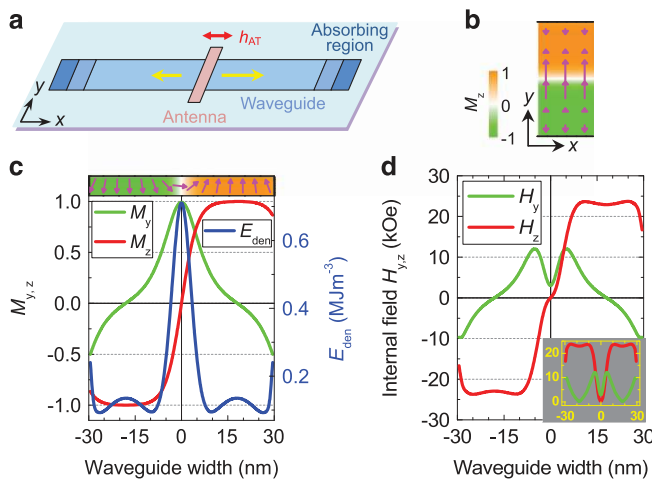 a
h_AT
Absorbing
region
Waveguide
Antenna
y
x
b
M_z
1
0
-1
y
x
c
M_y
M_z
E_den
M_y,z
1.0
0.5
0.0
-0.5
-1.0
0.6
0.4
0.2
E_den (MJm⁻³)
-30 -15 0 15 30
Waveguide width (nm)
d
H_y
H_z
Internal field H_y,z (kOe)
30
20
10
0
-10
-20
-30
20
10
0
-30 0 30
-30 -15 0 15 30
Waveguide width (nm)